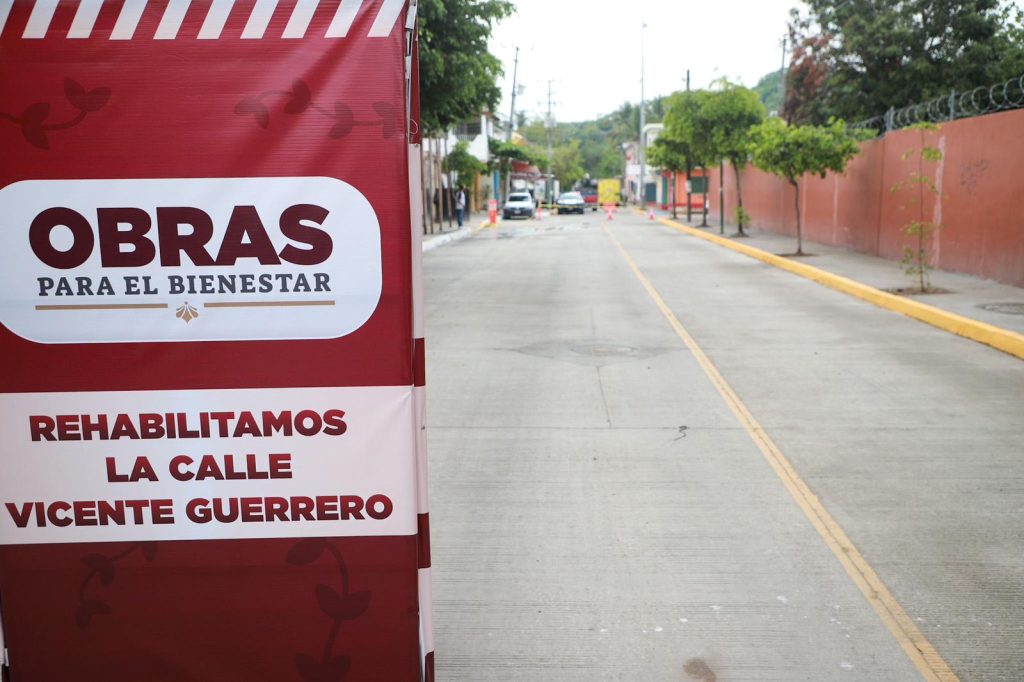 OBRAS
PARA EL BIENESTAR
REHABILITAMOS
LA CALLE
VICENTE GUERRERO